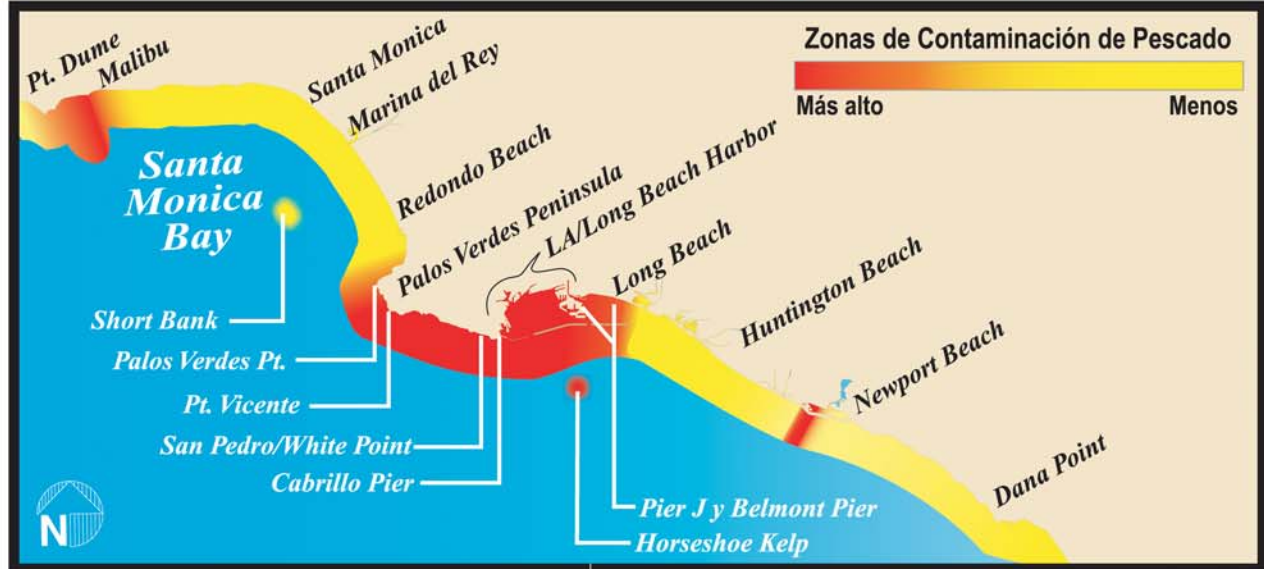 Zonas de Contaminación de Pescado
Más alto
Menos
Pt. Dume
Malibu
Santa Monica
Marina del Rey
Redondo Beach
Palos Verdes Peninsula
LA/Long Beach Harbor
Long Beach
Huntington Beach
Newport Beach
Dana Point
Santa
Monica
Bay
Short Bank
Palos Verdes Pt.
Pt. Vicente
San Pedro/White Point
Cabrillo Pier
Pier J y Belmont Pier
Horseshoe Kelp
N